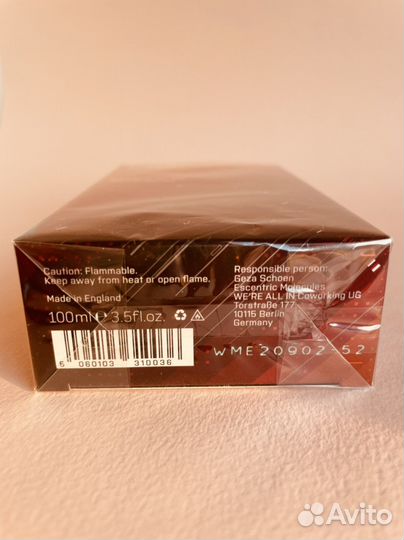 Caution: Flammable.
Keep away from heat or open flame.
Made in England
100ml ℮ 3.5fl.oz.
5 060103 310036
Responsible person:
Geza Schoen
Escentric Molecules
WE'RE ALL IN Coworking UG
Torstraße 177
10115 Berlin
Germany
WME20902-52
Avito